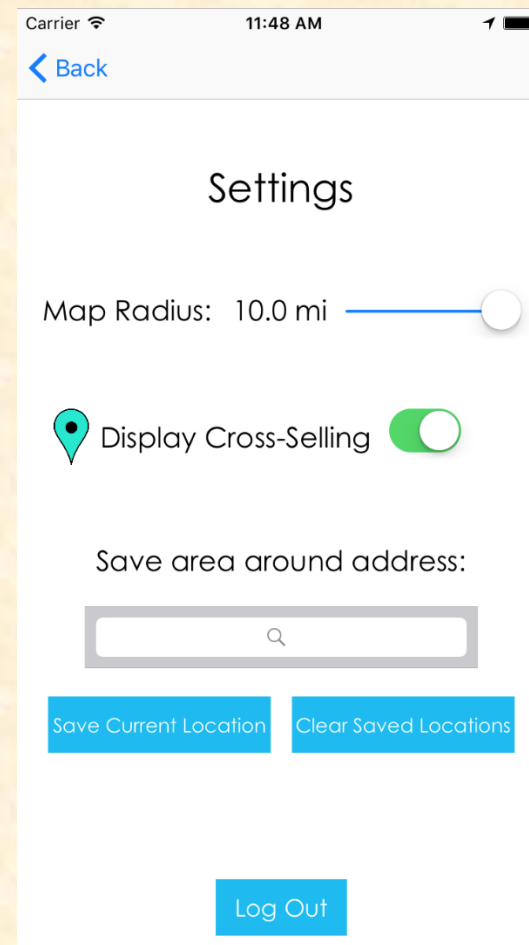 Carrier 11:48 AM
Back
Settings
Map Radius: 10.0 mi
Display Cross-Selling
Save area around address:
Save Current Location Clear Saved Locations
Log Out